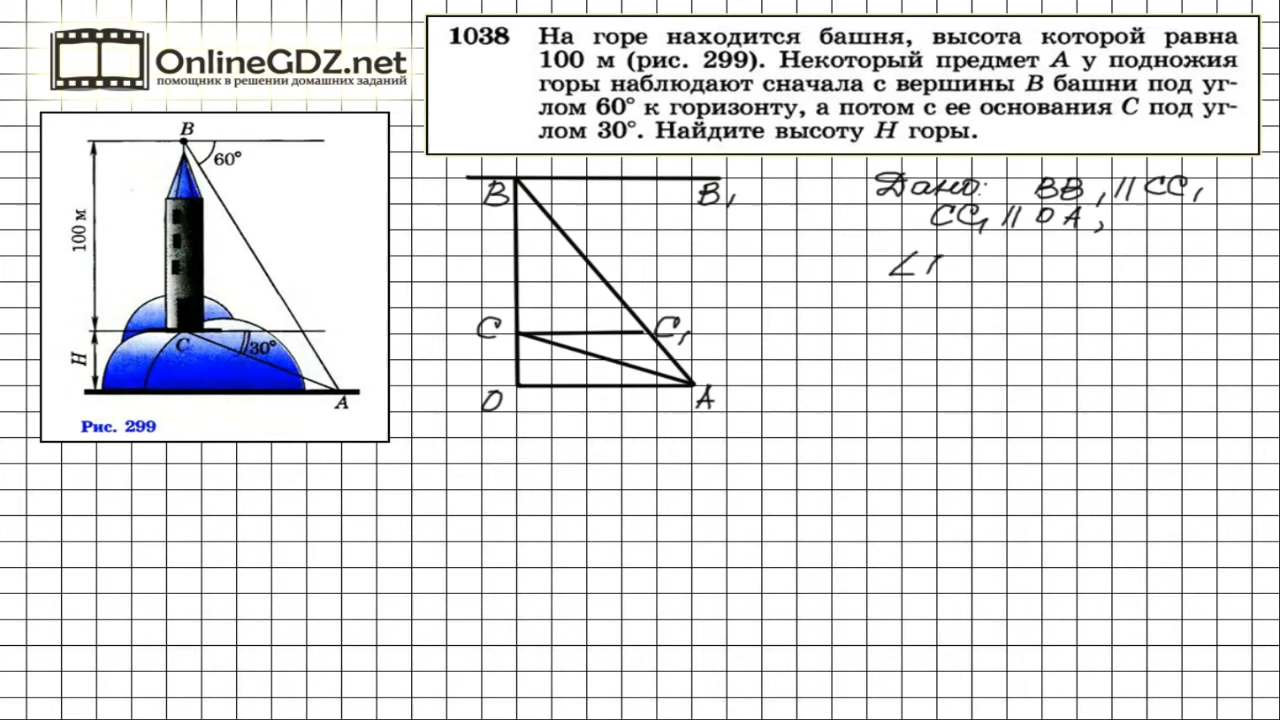 OnlineGDZ.net
помощник в решении домашних заданий
1038 На горе находится башня, высота которой равна
100 м (рис. 299). Некоторый предмет A у подножия
горы наблюдают сначала с вершины B башни под уг-
лом 60° к горизонту, а потом с ее основания C под уг-
лом 30°. Найдите высоту H горы.
B
60°
100 м
C
30°
H
A
Рис. 299
B
B₁
C
C₁
O
A
Дано: BB₁ || CC₁
CC₁ || OA,
∠